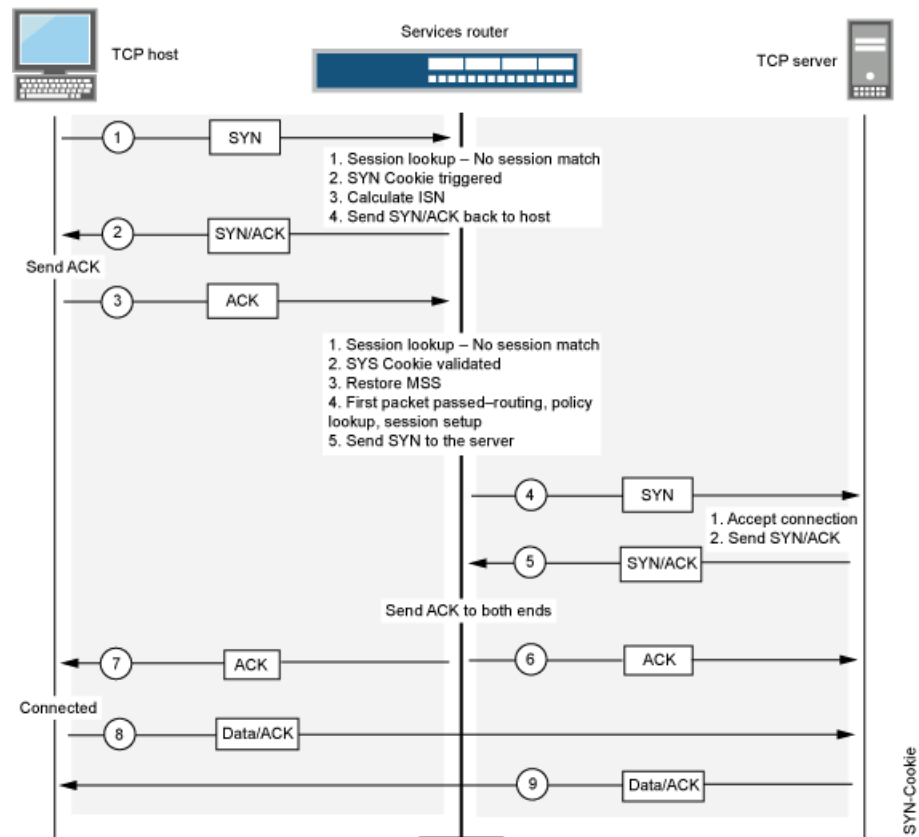 TCP host
Services router
TCP server
1
SYN
1. Session lookup – No session match
2. SYN Cookie triggered
3. Calculate ISN
4. Send SYN/ACK back to host
2
SYN/ACK
Send ACK
3
ACK
1. Session lookup – No session match
2. SYS Cookie validated
3. Restore MSS
4. First packet passed–routing, policy
lookup, session setup
5. Send SYN to the server
4
SYN
1. Accept connection
2. Send SYN/ACK
5
SYN/ACK
Send ACK to both ends
7
ACK
6
ACK
Connected
8
Data/ACK
9
Data/ACK
SYN-Cookie